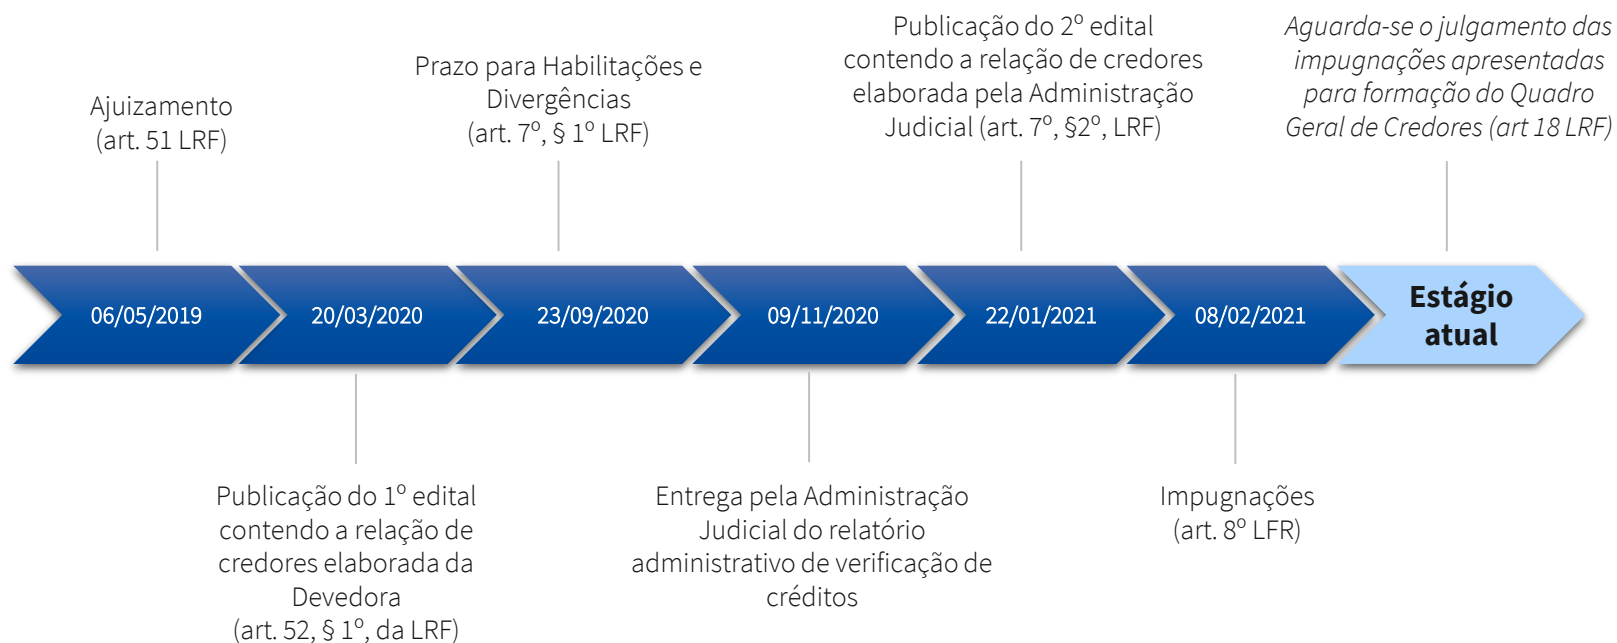 Ajuizamento
(art. 51 LRF)
Prazo para Habilitações e
Divergências
(art. 7º, § 1º LRF)
Publicação do 2º edital
contendo a relação de credores
elaborada pela Administração
Judicial (art. 7º, §2º, LRF)
Aguarda-se o julgamento das
impugnações apresentadas
para formação do Quadro
Geral de Credores (art 18 LRF)
06/05/2019
20/03/2020
23/09/2020
09/11/2020
22/01/2021
08/02/2021
Estágio
atual
Publicação do 1º edital
contendo a relação de
credores elaborada da
Devedora
(art. 52, § 1º, da LRF)
Entrega pela Administração
Judicial do relatório
administrativo de verificação de
créditos
Impugnações
(art. 8º LFR)